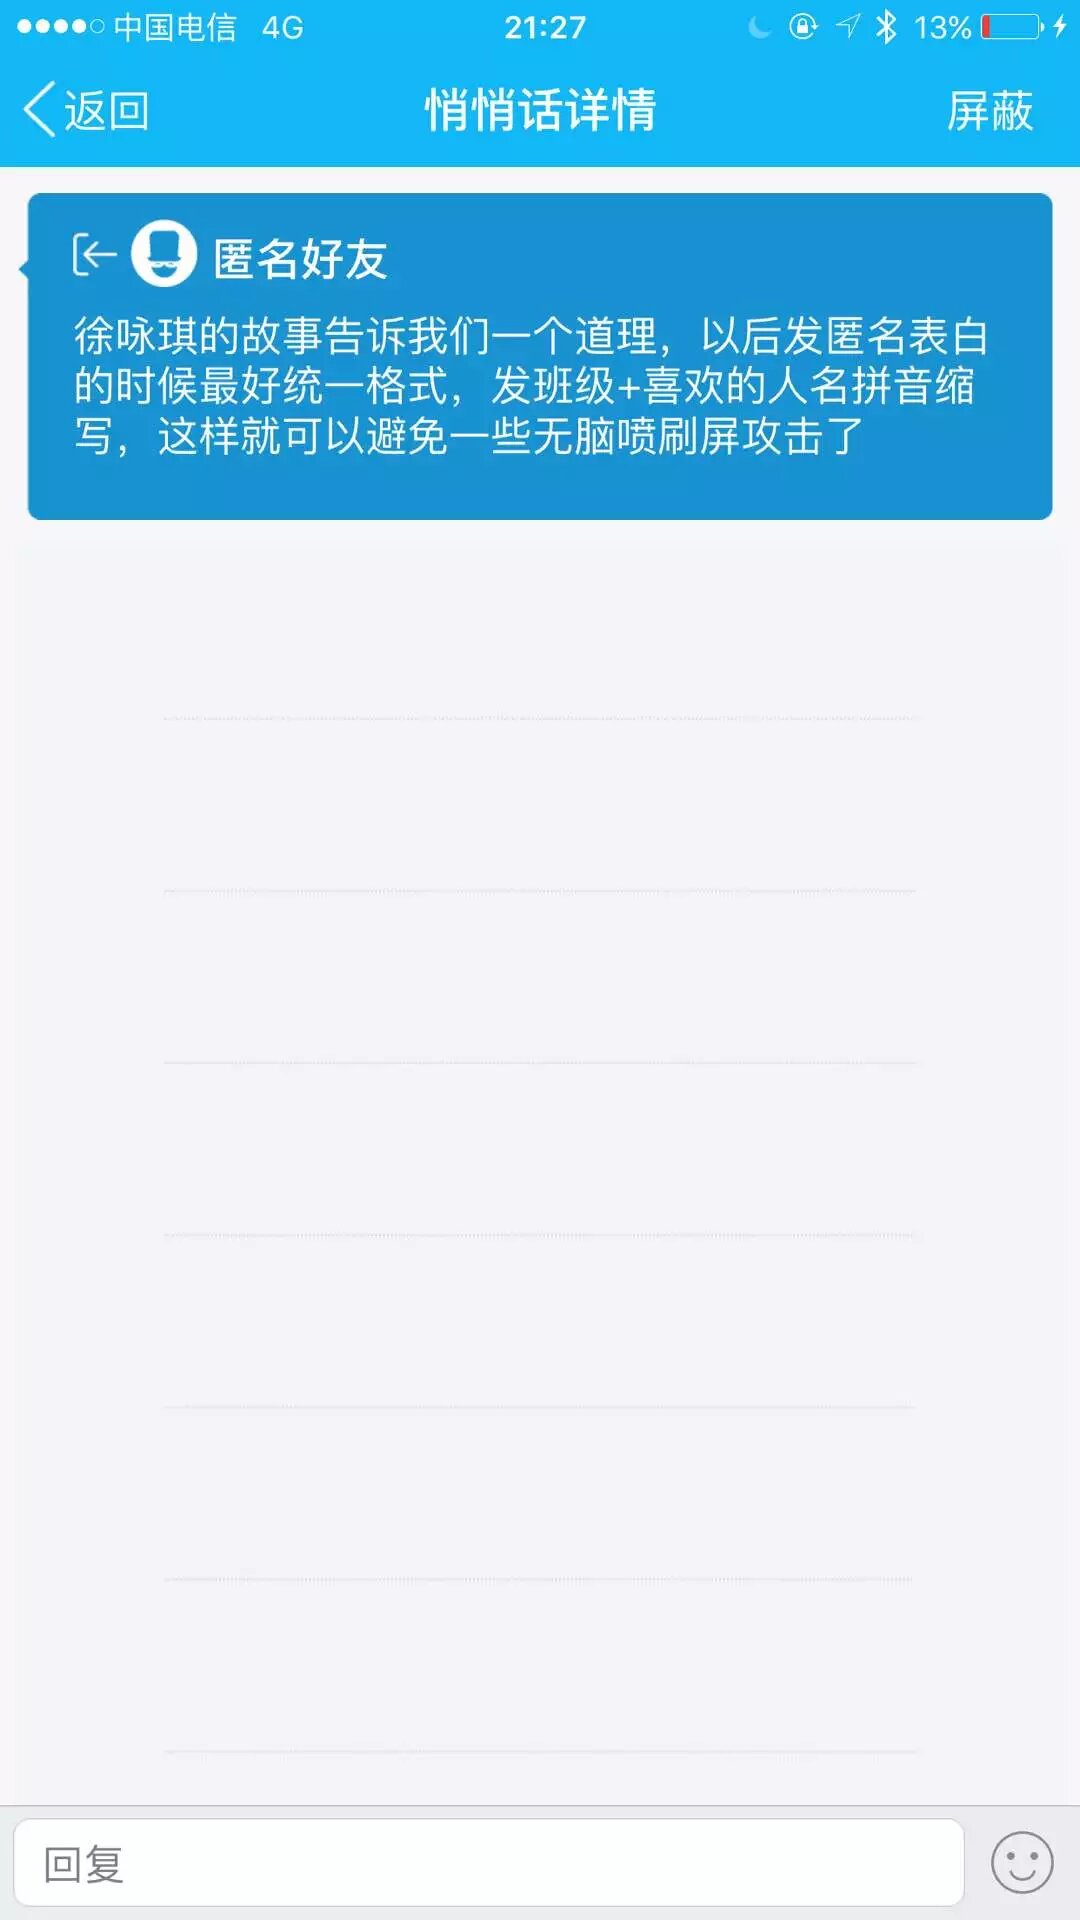 中国电信 4G 21:27 13%
返回 悄悄话详情 屏蔽
匿名好友
徐咏琪的故事告诉我们一个道理，以后发匿名表白
的时候最好统一格式，发班级+喜欢的人名拼音缩
写，这样就可以避免一些无脑喷刷屏攻击了
回复